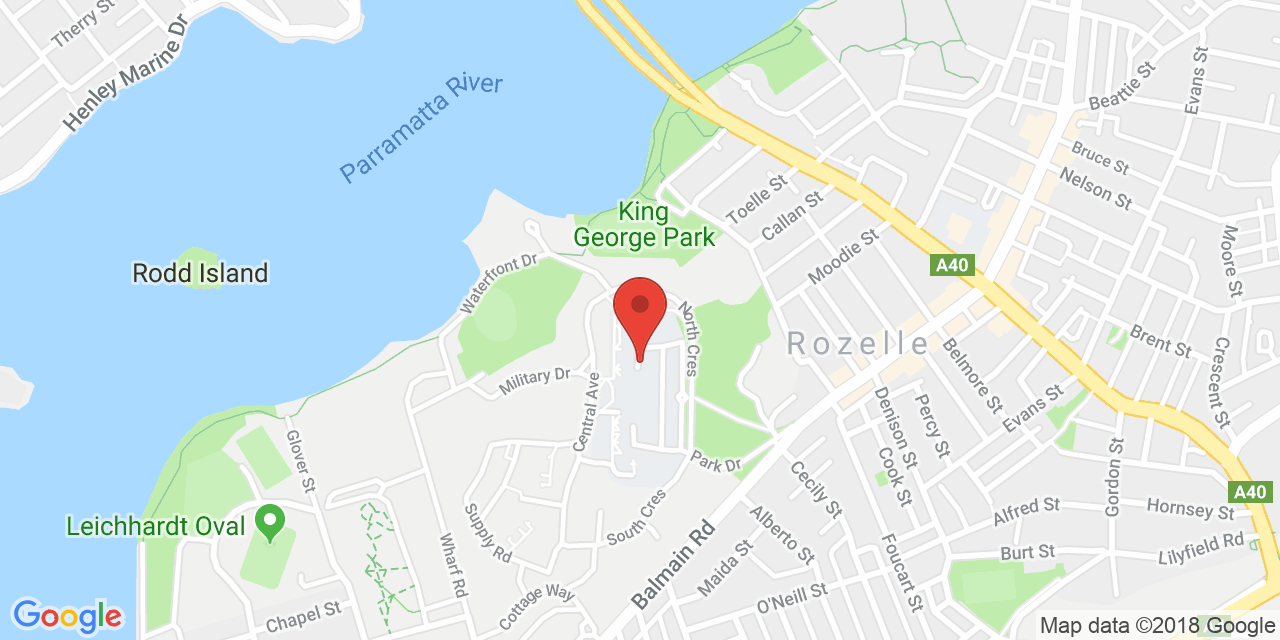 Therry St
Henley Marine Dr
Parramatta River
Beattie St
Evans St
Bruce St
Nelson St
King
George Park
Toelle St
Callan St
Moodie St
Moore St
A40
Rodd Island
Waterfront Dr
North Cres
Rozelle
Brent St
Crescent St
Belmore St
Military Dr
Central Ave
Denison St
Percy St
Evans St
Glover St
Park Dr
Cook St
Cecily St
Gordon St
A40
Leichhardt Oval
Supply Rd
South Cres
Wharf Rd
Balmain Rd
Alberto St
Alfred St
Hornsey St
Foucart St
Burt St
Lilyfield Rd
Maida St
Cottage Way
O'Neill St
Chapel St
Google
Map data ©2018 Google